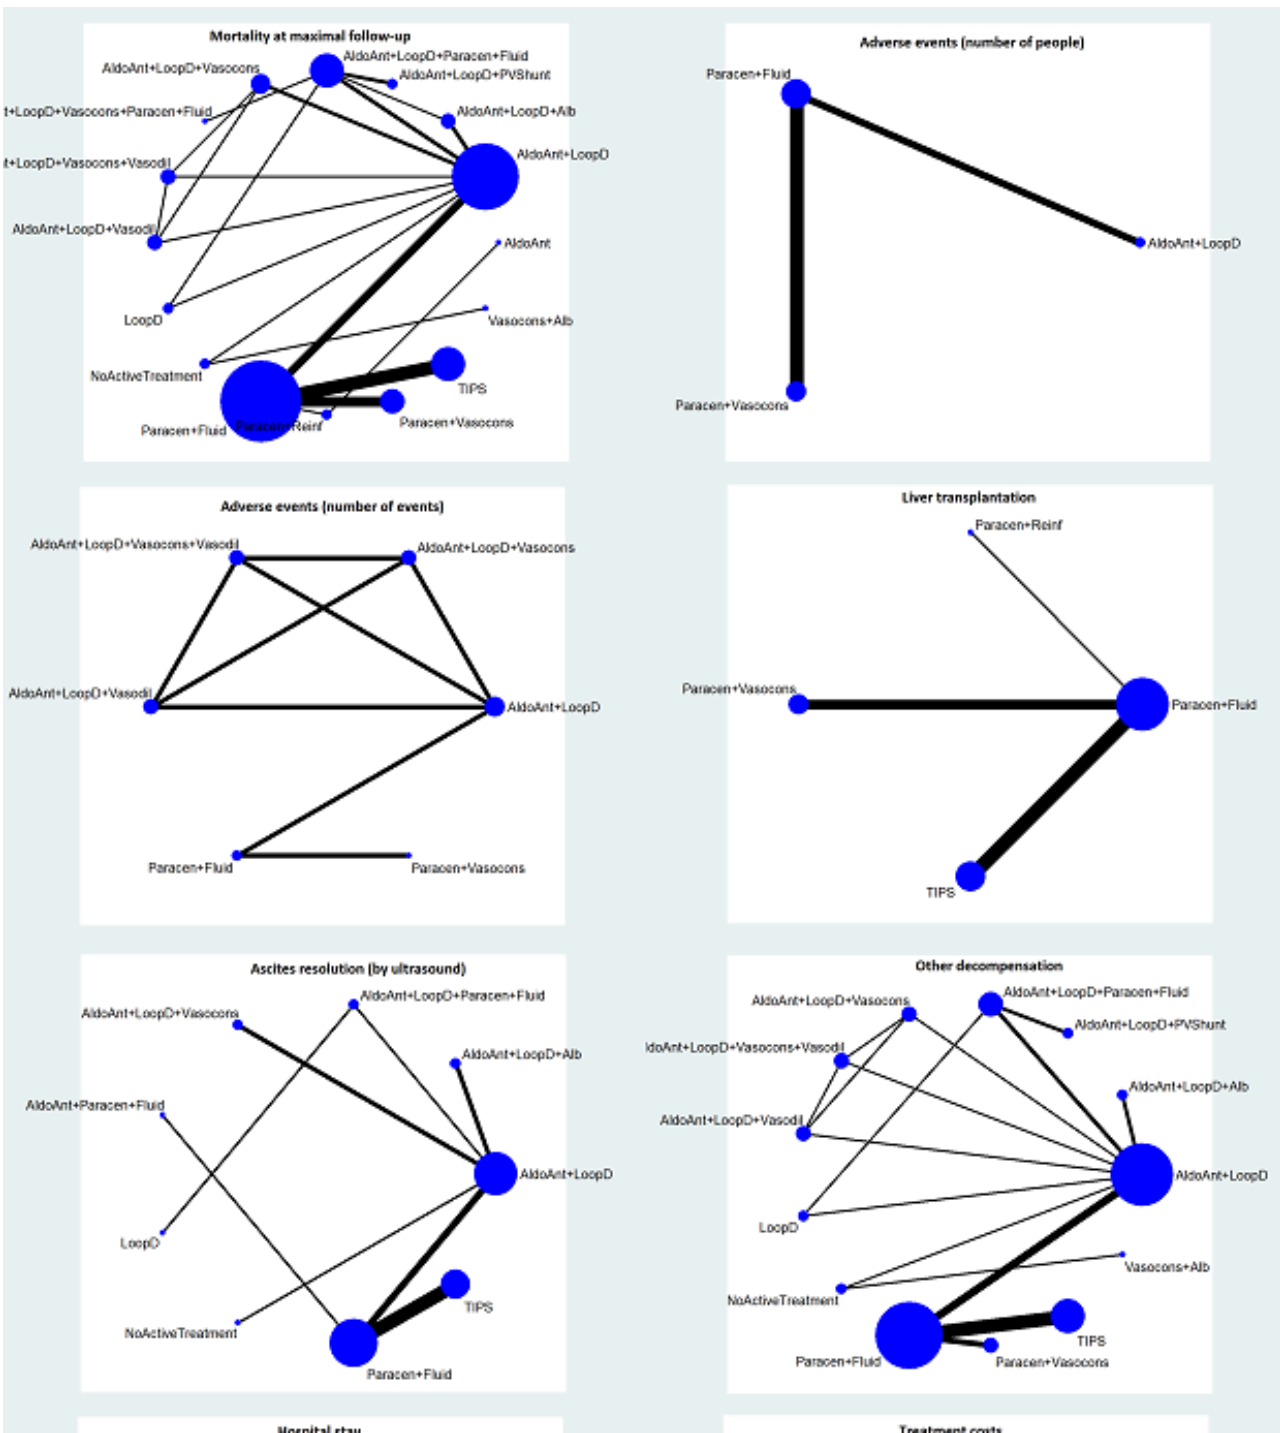 Mortality at maximal follow-up
AldoAnt+LoopD+Paracen+Fluid
AldoAnt+LoopD+Vasocons
AldoAnt+LoopD+PVShunt
t+LoopD+Vasocons+Paracen+Fluid
AldoAnt+LoopD+Alb
AldoAnt+LoopD
t+LoopD+Vasocons+Vasodil
AldoAnt+LoopD+Vasodil
AldoAnt
LoopD
Vasocons+Alb
NoActiveTreatment
TIPS
Paracen+Fluid
Paracen+Reinf
Paracen+Vasocons
Adverse events (number of people)
Paracen+Fluid
AldoAnt+LoopD
Paracen+Vasocons
Adverse events (number of events)
AldoAnt+LoopD+Vasocons+Vasodil
AldoAnt+LoopD+Vasocons
AldoAnt+LoopD+Vasodil
AldoAnt+LoopD
Paracen+Fluid
Paracen+Vasocons
Liver transplantation
Paracen+Reinf
Paracen+Vasocons
Paracen+Fluid
TIPS
Ascites resolution (by ultrasound)
AldoAnt+LoopD+Paracen+Fluid
AldoAnt+LoopD+Vasocons
AldoAnt+LoopD+Alb
AldoAnt+Paracen+Fluid
AldoAnt+LoopD
LoopD
TIPS
NoActiveTreatment
Paracen+Fluid
Other decompensation
AldoAnt+LoopD+Paracen+Fluid
AldoAnt+LoopD+Vasocons
AldoAnt+LoopD+PVShunt
ldoAnt+LoopD+Vasocons+Vasodil
AldoAnt+LoopD+Alb
AldoAnt+LoopD+Vasodil
AldoAnt+LoopD
LoopD
Vasocons+Alb
NoActiveTreatment
TIPS
Paracen+Fluid
Paracen+Vasocons
Hospital stay
Treatment costs